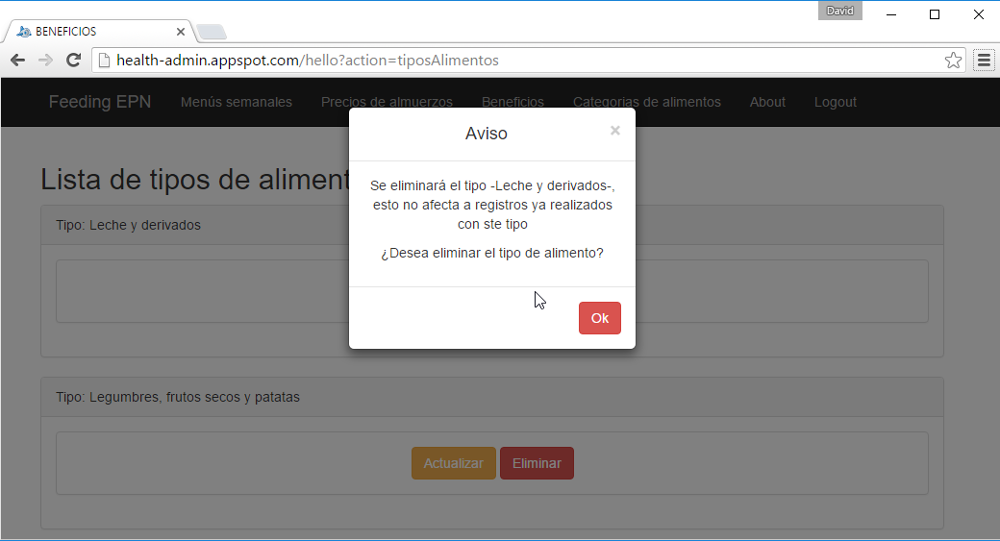 David
BENEFICIOS
health-admin.appspot.com/hello?action=tiposAlimentos
Feeding EPN Menús semanales Precios de almuerzos Beneficios Categorias de alimentos About Logout
Aviso ×
Lista de tipos de aliment
Se eliminará el tipo -Leche y derivados-,
esto no afecta a registros ya realizados
con ste tipo
¿Desea eliminar el tipo de alimento?
Ok
Tipo: Leche y derivados
Tipo: Legumbres, frutos secos y patatas
Actualizar Eliminar